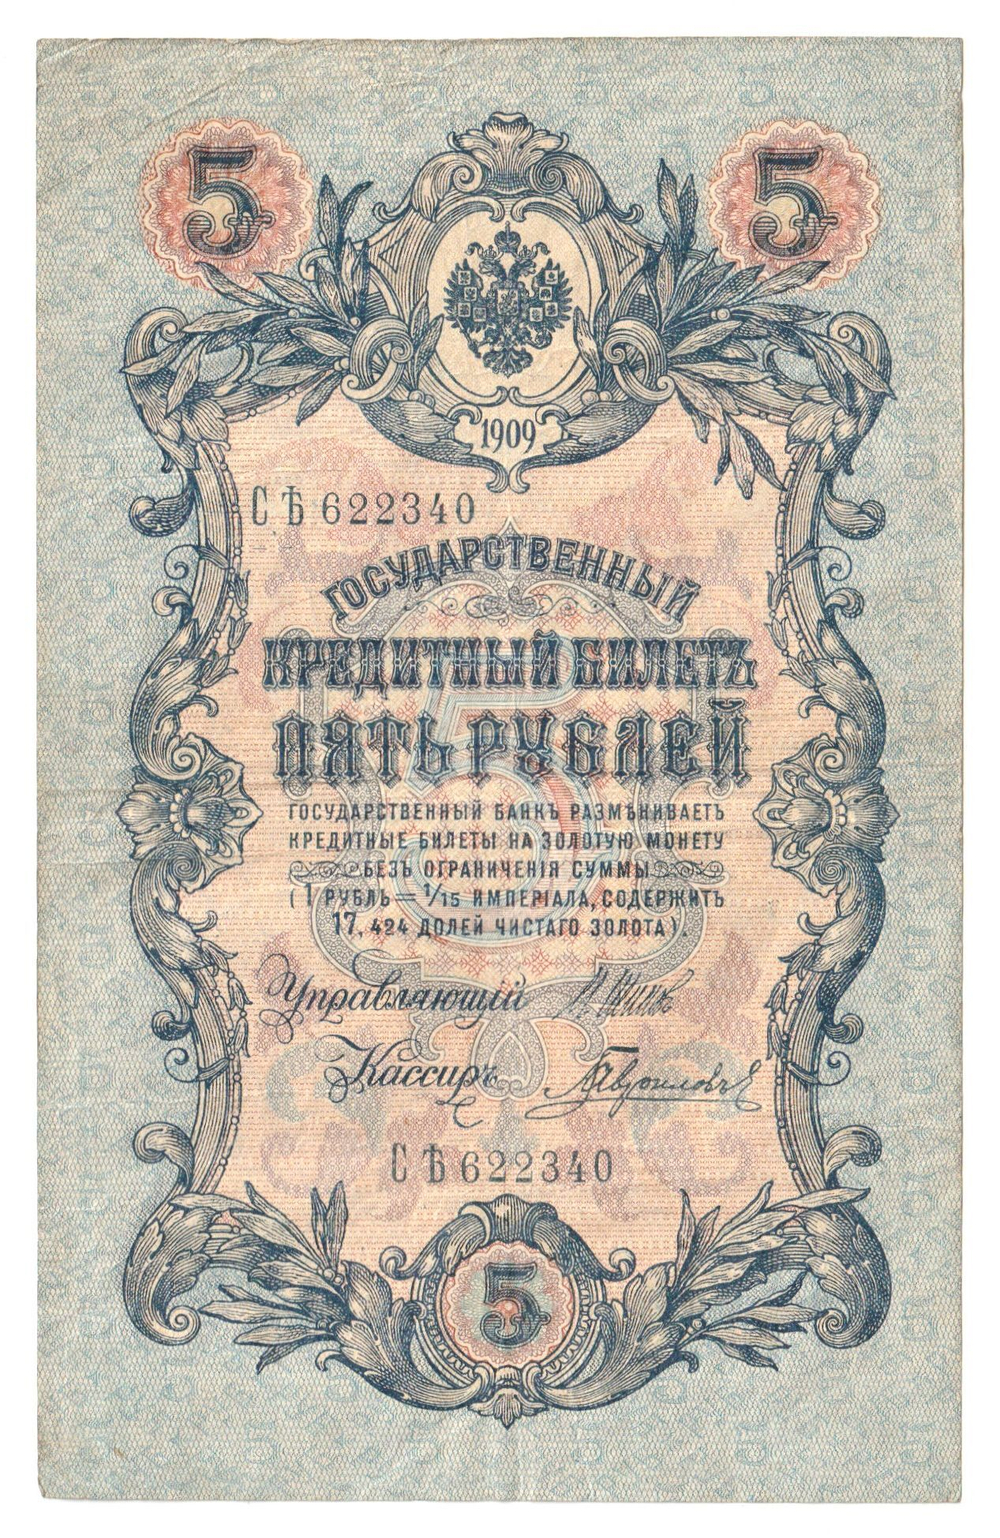 5 5
1909
СѢ 622340
ГОСУДАРСТВЕННЫЙ
КРЕДИТНЫЙ БИЛЕТЪ
ПЯТЬ РУБЛЕЙ
5
ГОСУДАРСТВЕННЫЙ БАНКЪ РАЗМѢНИВАЕТЪ
КРЕДИТНЫЕ БИЛЕТЫ НА ЗОЛОТУЮ МОНЕТУ
БЕЗЪ ОГРАНИЧЕНІЯ СУММЫ
(1 РУБЛЬ = 1/15 ИМПЕРІАЛА, СОДЕРЖИТЪ
17,424 ДОЛЕЙ ЧИСТАГО ЗОЛОТА).
Управляющій
Кассиръ
СѢ 622340
5